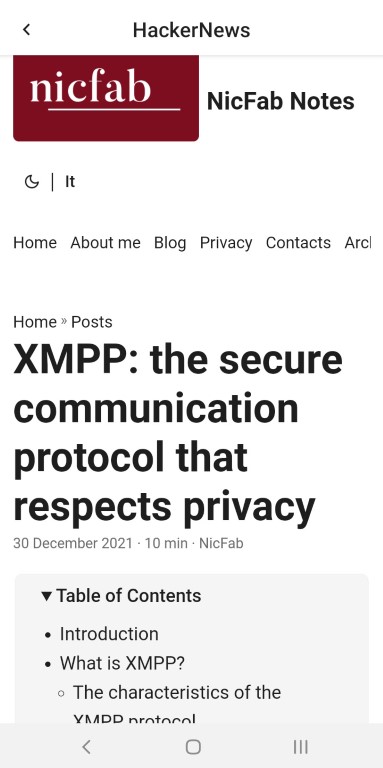 HackerNews
nicfab
NicFab Notes
It
Home About me Blog Privacy Contacts Arch
Home » Posts
XMPP: the secure
communication
protocol that
respects privacy
30 December 2021 · 10 min · NicFab
Table of Contents
Introduction
What is XMPP?
The characteristics of the
XMPP protocol